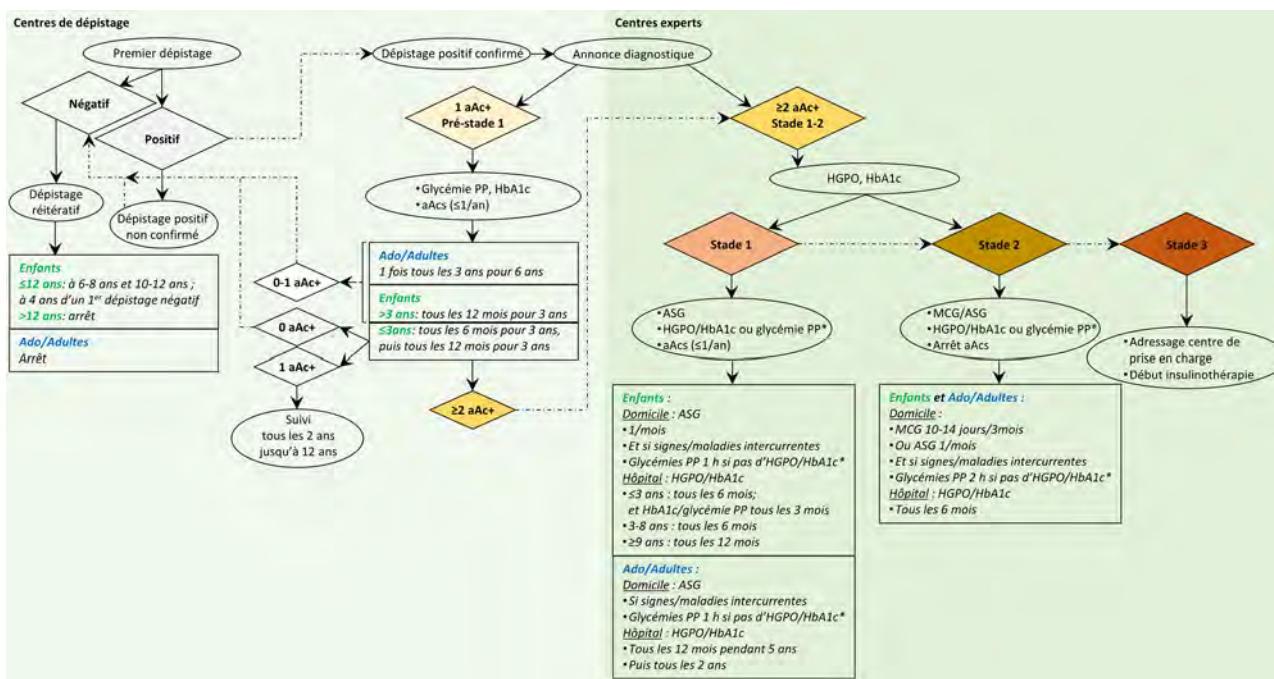 Centres de dépistage
Centres experts
Premier dépistage
Dépistage positif confirmé
Annonce diagnostique
Négatif
Positif
1 aAc+
Pré-stade 1
≥2 aAc+
Stade 1-2
Dépistage
réitératif
Dépistage positif
non confirmé
•Glycémie PP, HbA1c
•aAcs (≤1/an)
HGPO, HbA1c
Enfants
≤12 ans: à 6-8 ans et 10-12 ans ;
à 4 ans d'un 1er dépistage négatif
>12 ans: arrêt
Ado/Adultes
Arrêt
0-1 aAc+
0 aAc+
1 aAc+
Suivi
tous les 2 ans
jusqu'à 12 ans
Ado/Adultes
1 fois tous les 3 ans pour 6 ans
Enfants
>3 ans: tous les 12 mois pour 3 ans
≤3ans: tous les 6 mois pour 3 ans,
puis tous les 12 mois pour 3 ans
≥2 aAc+
Stade 1
Stade 2
Stade 3
•ASG
•HGPO/HbA1c ou glycémie PP*
•aAcs (≤1/an)
•MCG/ASG
•HGPO/HbA1c ou glycémie PP*
•Arrêt aAcs
•Adressage centre de
prise en charge
•Début insulinothérapie
Enfants :
Domicile : ASG
•1/mois
•Et si signes/maladies intercurrentes
•Glycémies PP 1 h si pas d'HGPO/HbA1c*
Hôpital : HGPO/HbA1c
•≤3 ans : tous les 6 mois;
et HbA1c/glycémie PP tous les 3 mois
•3-8 ans : tous les 6 mois
•≥9 ans : tous les 12 mois
Ado/Adultes :
Domicile : ASG
•Si signes/maladies intercurrentes
•Glycémies PP 1 h si pas d'HGPO/HbA1c*
Hôpital : HGPO/HbA1c
•Tous les 12 mois pendant 5 ans
•Puis tous les 2 ans
Enfants et Ado/Adultes :
Domicile :
•MCG 10-14 jours/3mois
•Ou ASG 1/mois
•Et si signes/maladies intercurrentes
•Glycémies PP 2 h si pas d'HGPO/HbA1c*
Hôpital : HGPO/HbA1c
•Tous les 6 mois